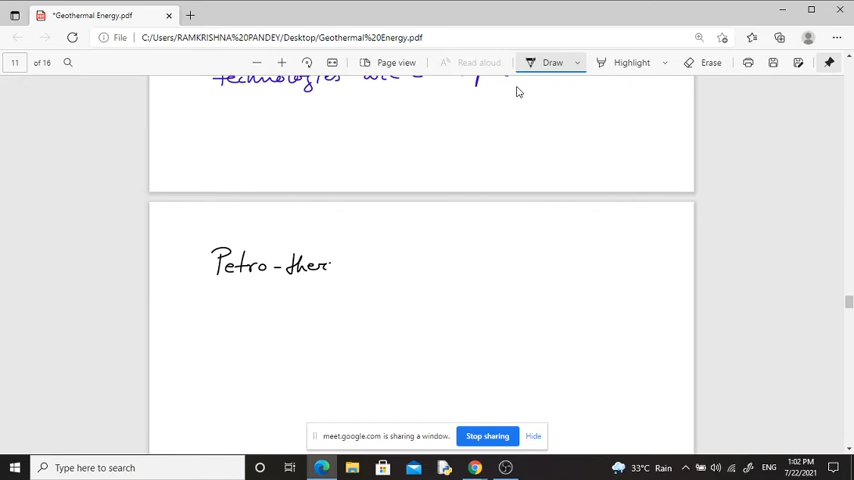 *Geothermal Energy.pdf
File C:/Users/RAMKRISHNA%20PANDEY/Desktop/Geothermal%20Energy.pdf
11 of 16 Page view Read aloud Draw Highlight Erase
technologies
Petro-ther
meet.google.com is sharing a window. Stop sharing Hide
Type here to search
33°C Rain ENG 1:02 PM
7/22/2021